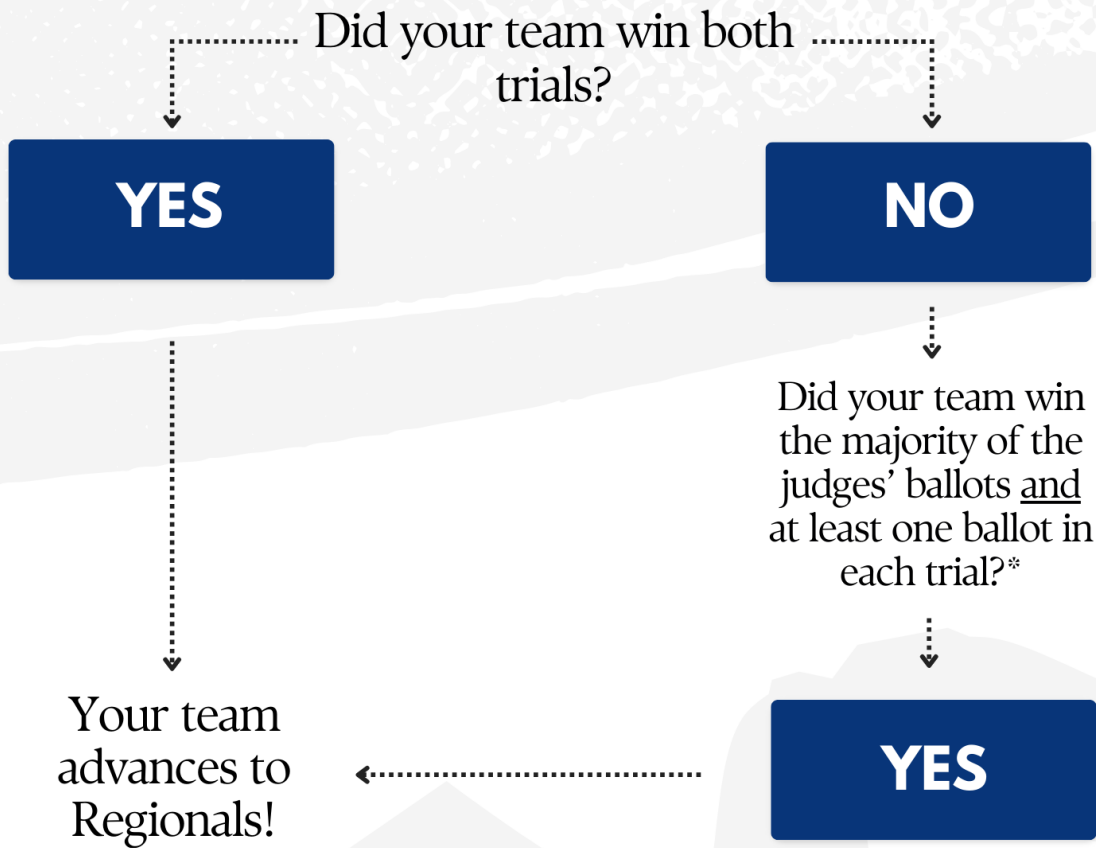 Did your team win both
trials?
YES
NO
Did your team win
the majority of the
judges’ ballots and
at least one ballot in
each trial?*
Your team
advances to
Regionals!
YES